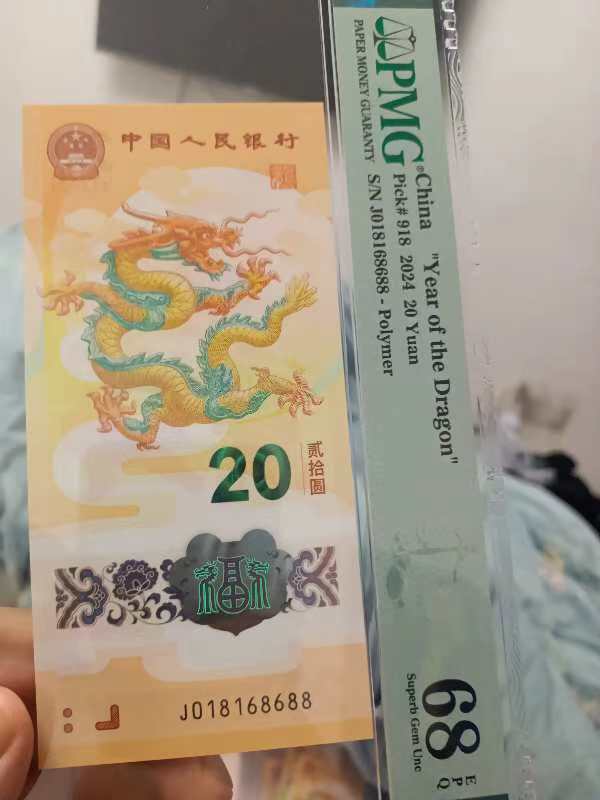 中国人民银行
20
贰拾圆
福
J018168688
PMG®
PAPER MONEY GUARANTY
China
"Year of the Dragon"
Pick# 918 2024 20 Yuan
S/N J018168688 - Polymer
68 EPQ
Superb Gem Unc